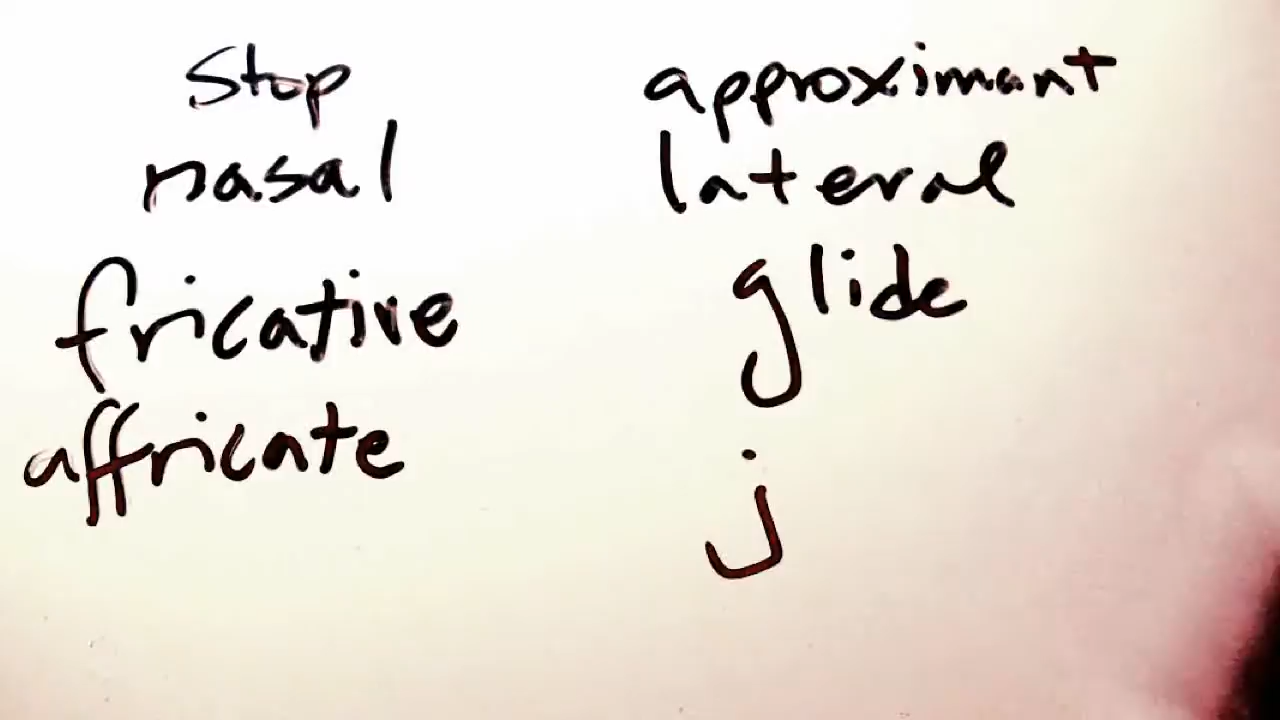 stop
nasal
fricative
affricate
approximant
lateral
glide
j